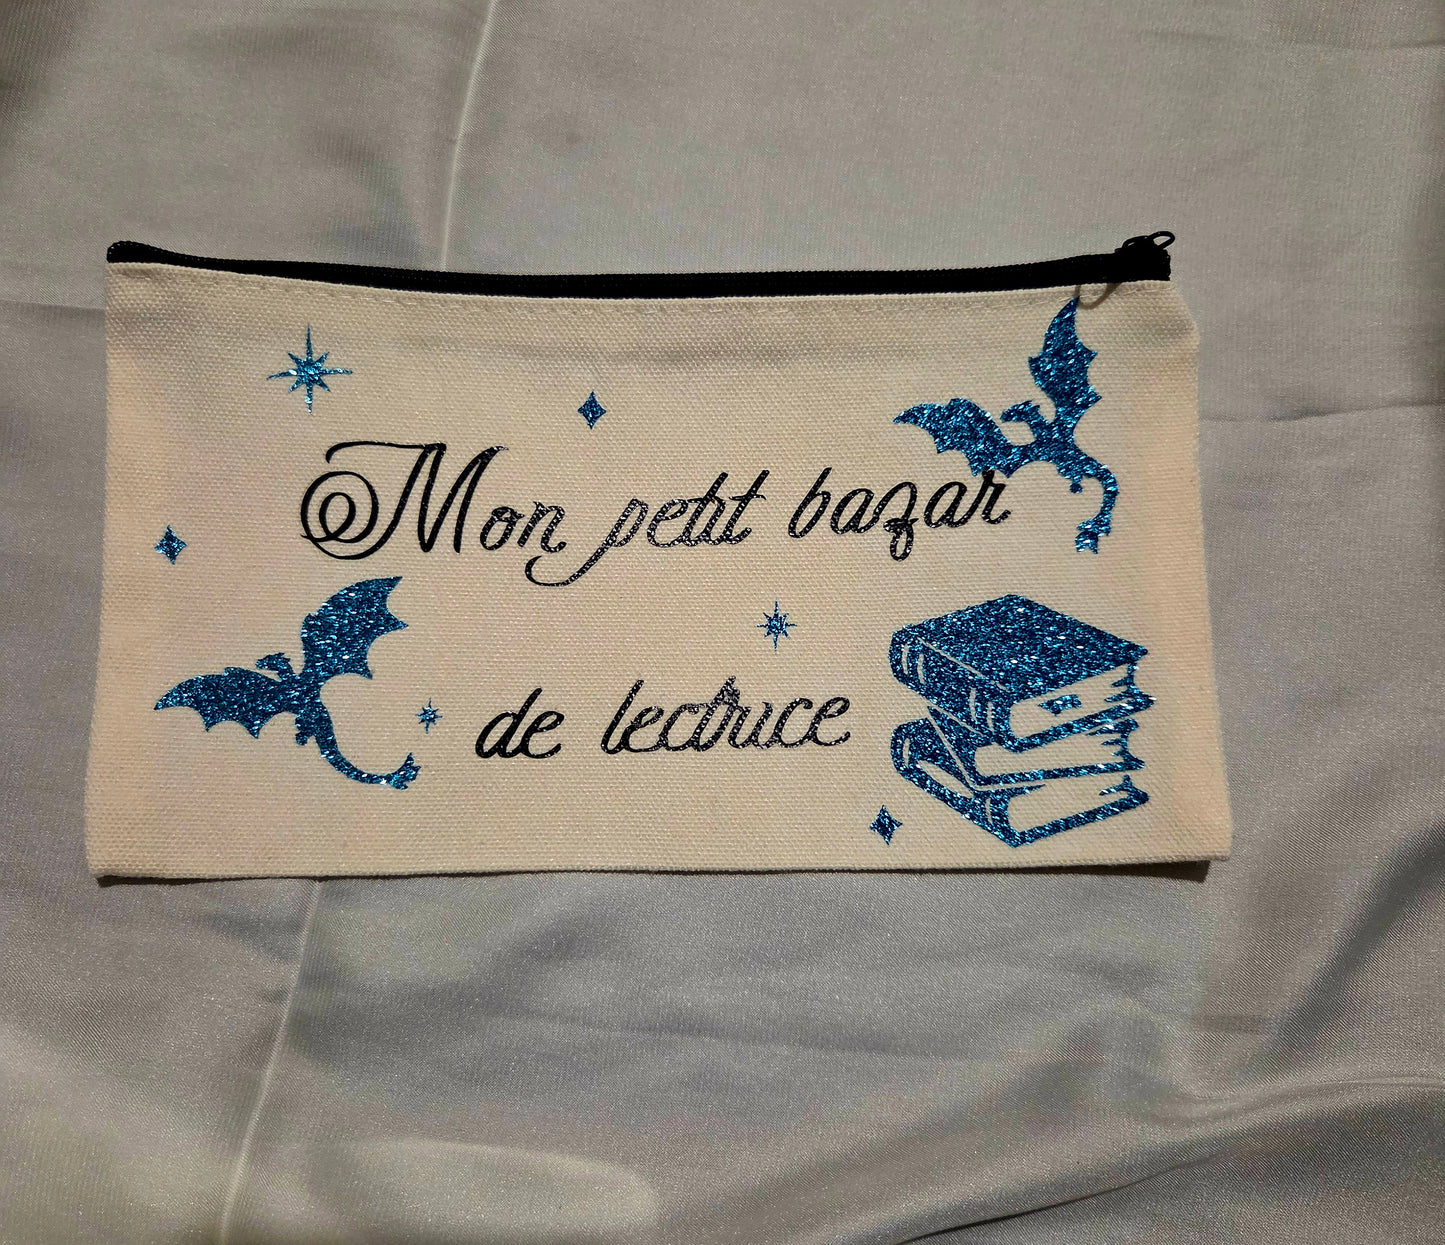 Mon petit bazar
de lectrice